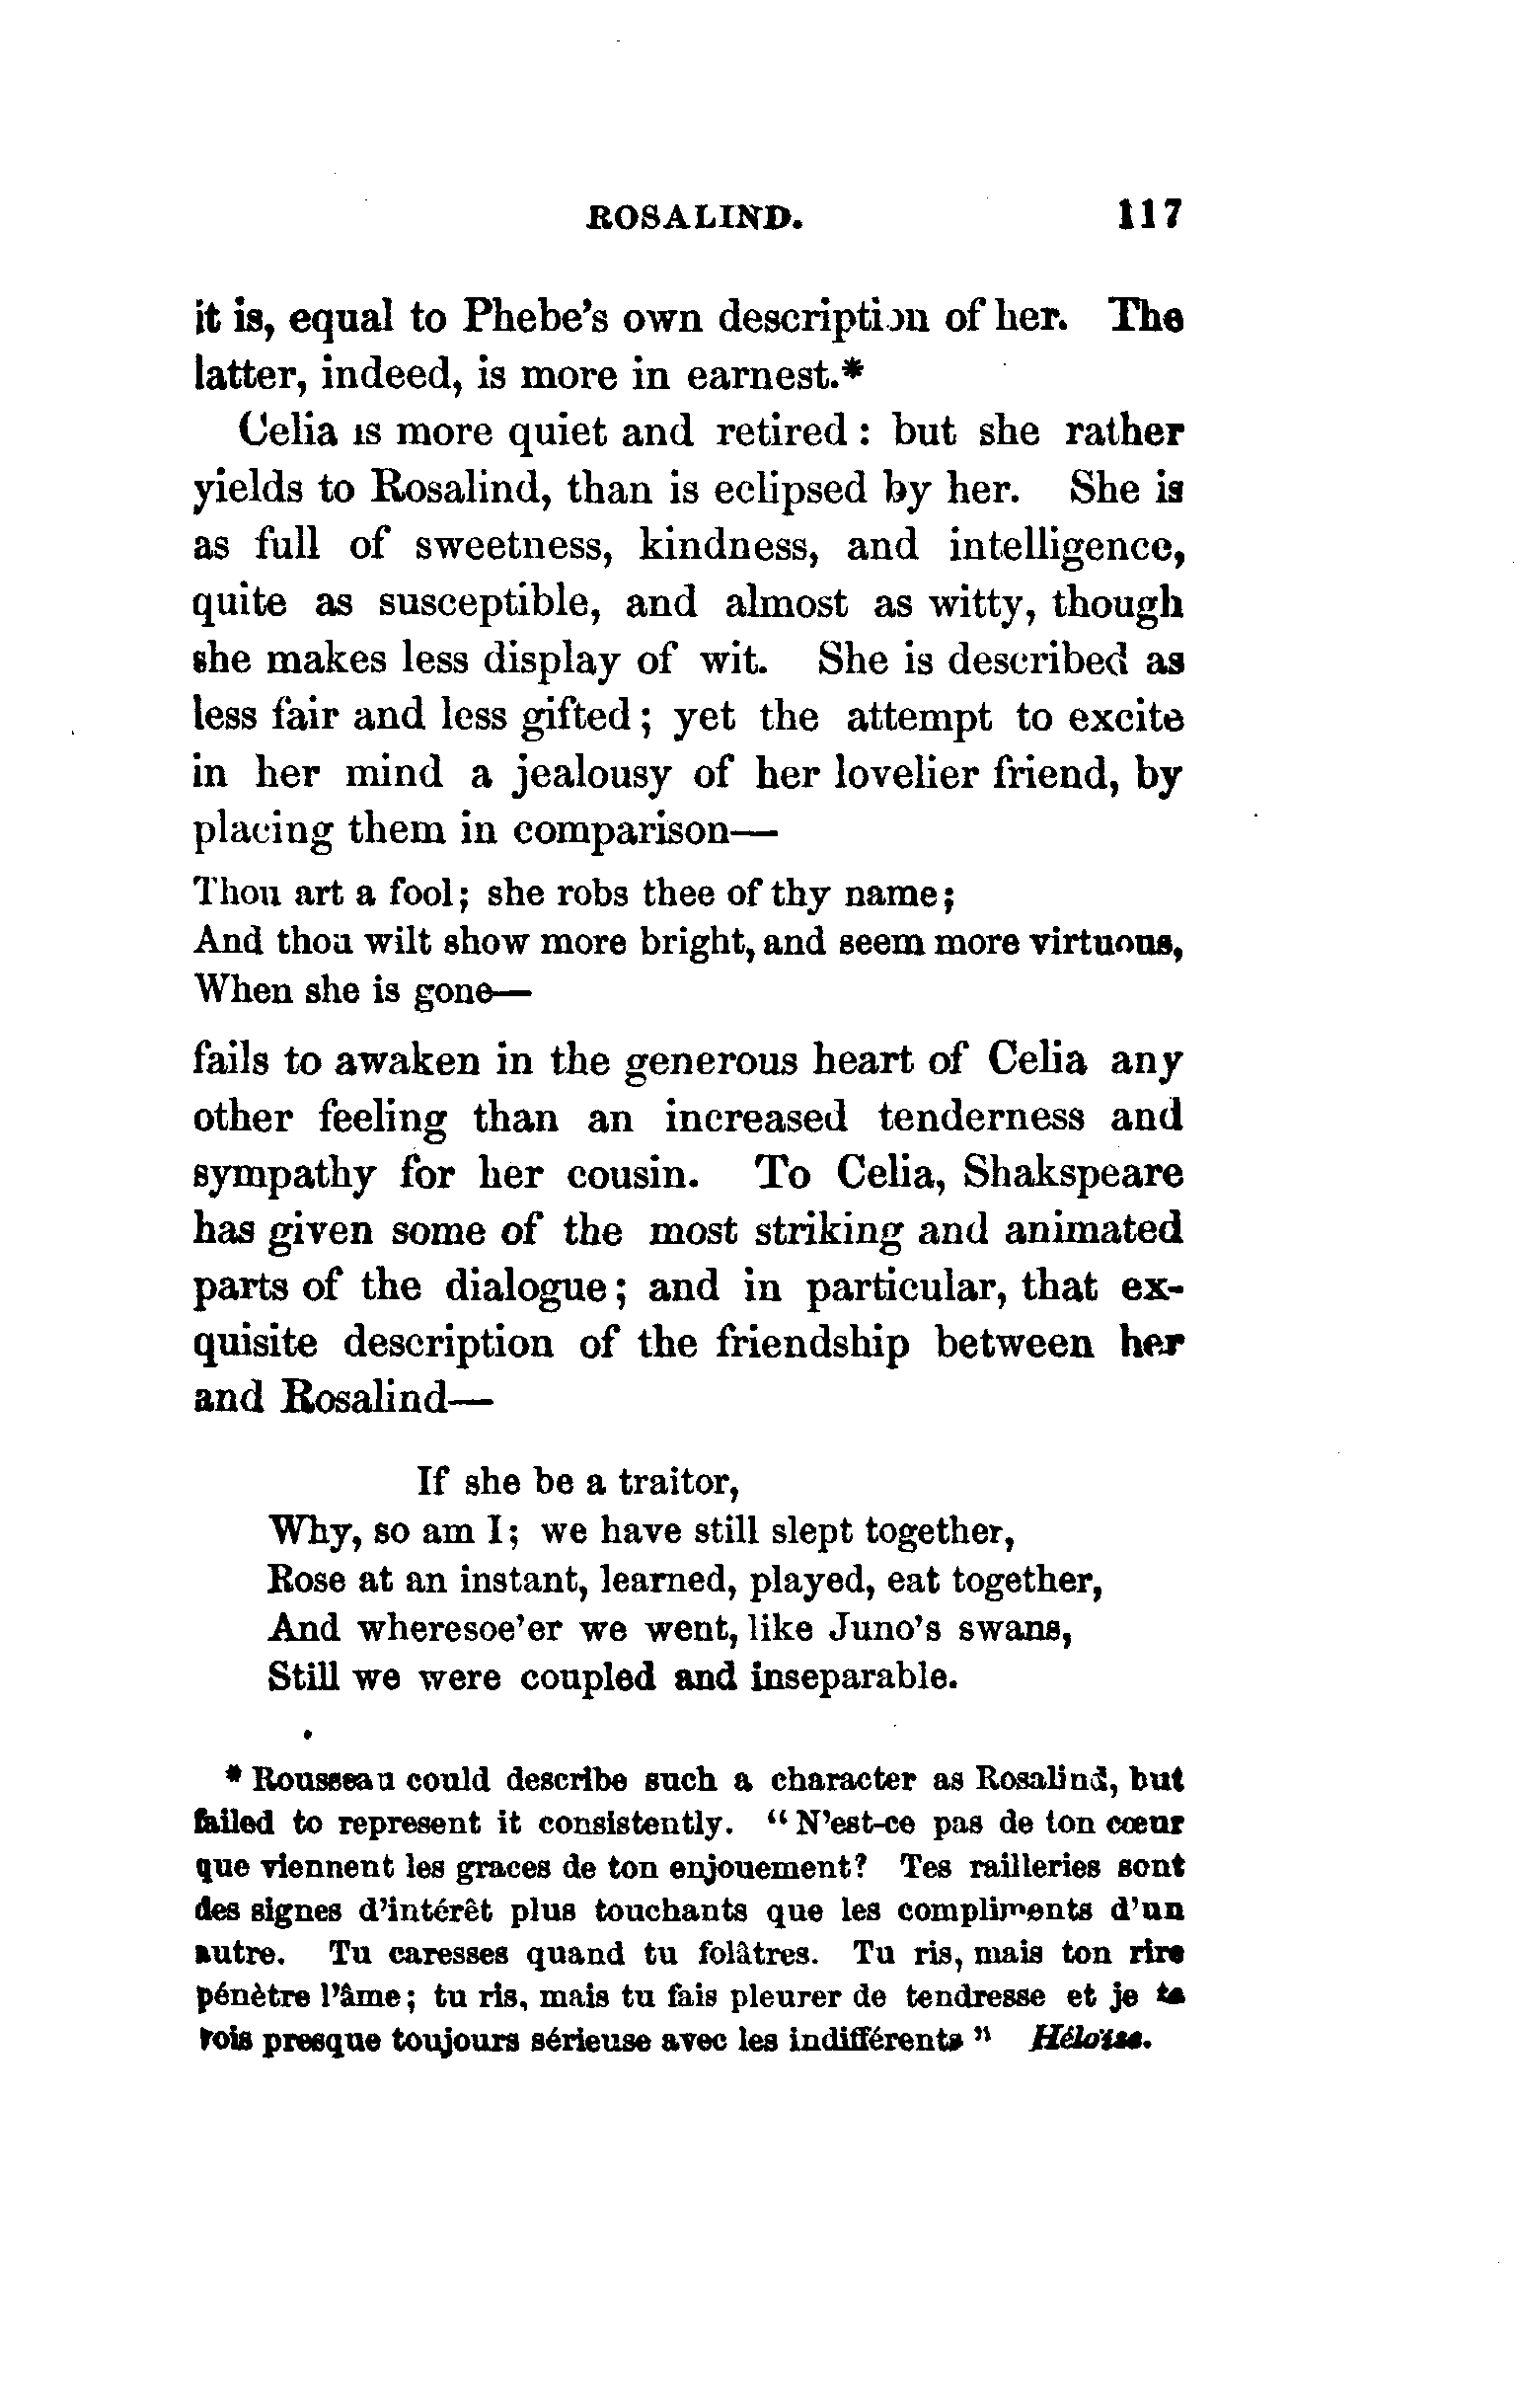 ROSALIND. 117
it is, equal to Phebe's own description of her. The
latter, indeed, is more in earnest.*
Celia is more quiet and retired : but she rather
yields to Rosalind, than is eclipsed by her. She is
as full of sweetness, kindness, and intelligence,
quite as susceptible, and almost as witty, though
she makes less display of wit. She is described as
less fair and less gifted ; yet the attempt to excite
in her mind a jealousy of her lovelier friend, by
placing them in comparison—
Thou art a fool; she robs thee of thy name;
And thou wilt show more bright, and seem more virtuous,
When she is gone—
fails to awaken in the generous heart of Celia any
other feeling than an increased tenderness and
sympathy for her cousin. To Celia, Shakspeare
has given some of the most striking and animated
parts of the dialogue ; and in particular, that ex-
quisite description of the friendship between her
and Rosalind—
If she be a traitor,
Why, so am I; we have still slept together,
Rose at an instant, learned, played, eat together,
And wheresoe'er we went, like Juno's swans,
Still we were coupled and inseparable.
* Rousseau could describe such a character as Rosalind, but
failed to represent it consistently. “N'est-ce pas de ton cœur
que viennent les graces de ton enjouement? Tes railleries sont
des signes d'intérêt plus touchants que les compliments d'un
autre. Tu caresses quand tu folâtres. Tu ris, mais ton rire
pénètre l'âme; tu ris, mais tu fais pleurer de tendresse et je te
vois presque toujours sérieuse avec les indifférents” Héloïse.